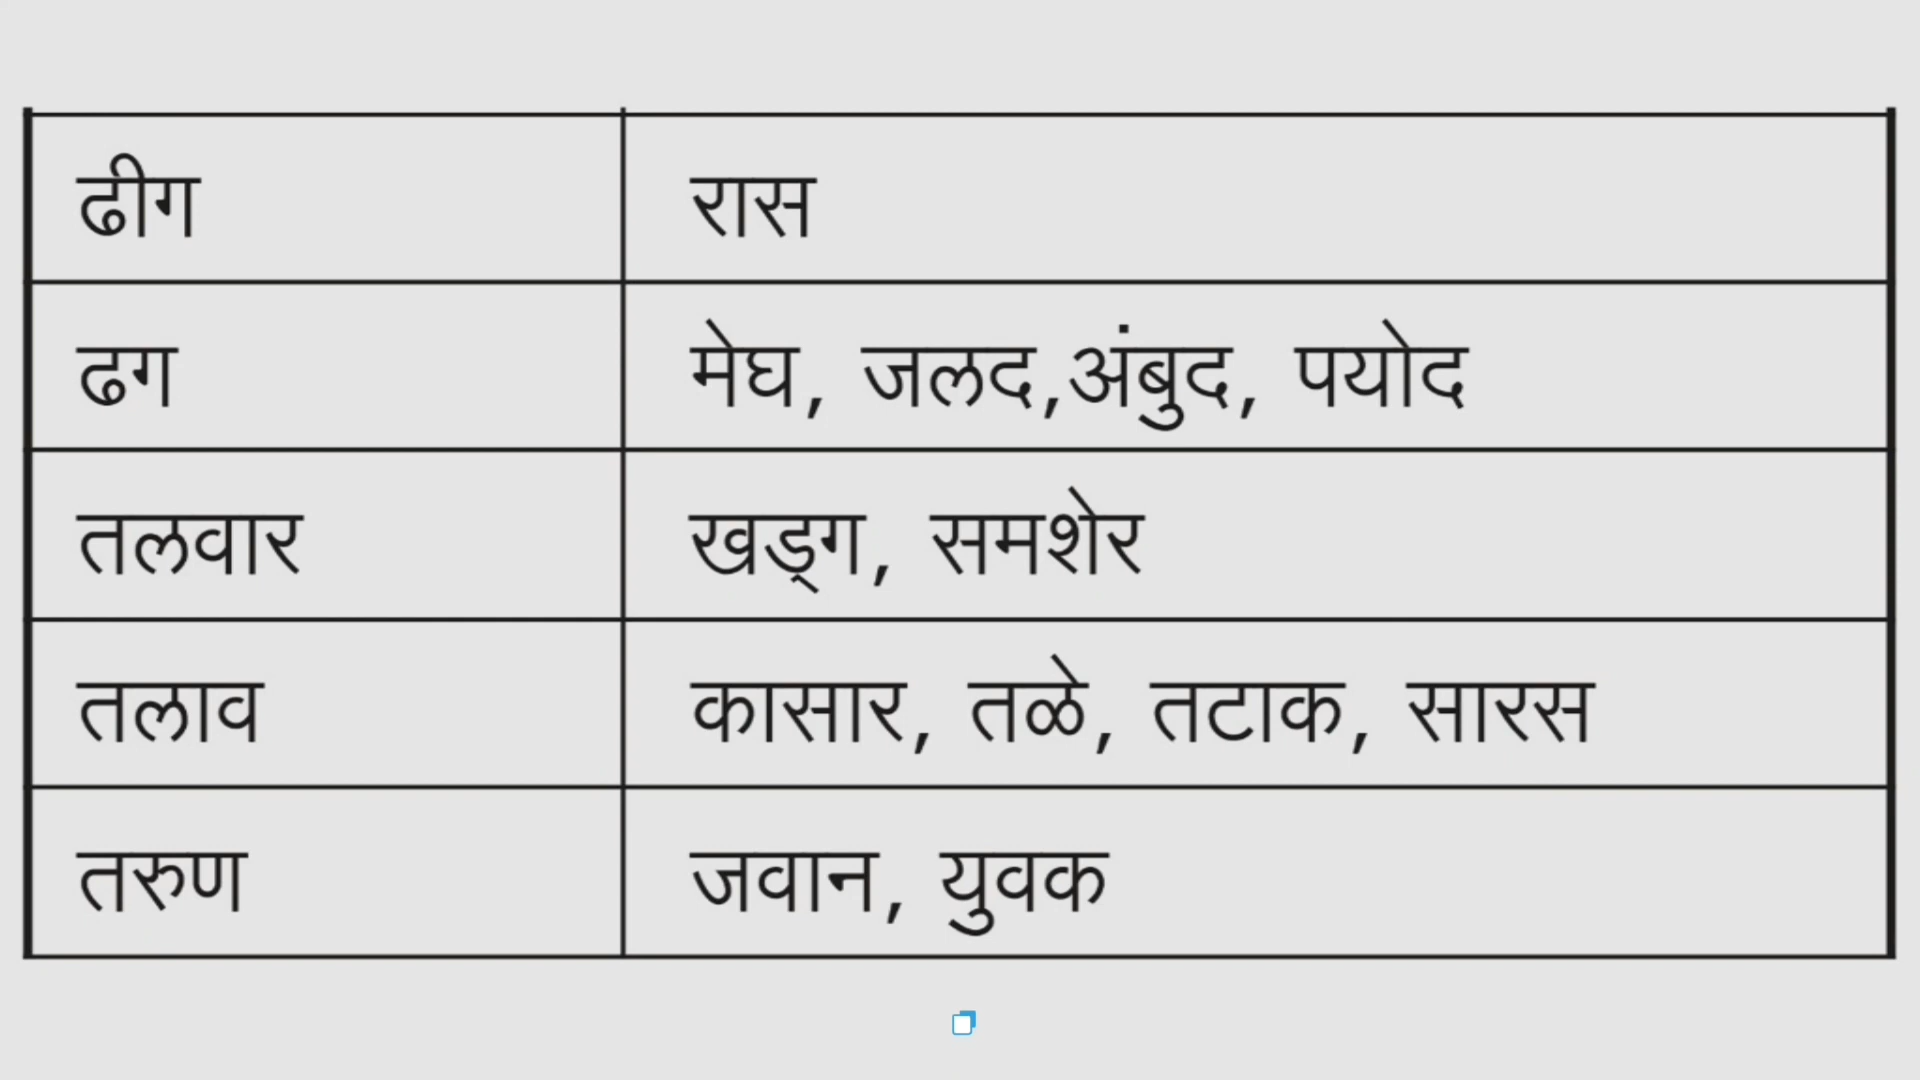 ढीग रास
ढग मेघ, जलद,अंबुद, पयोद
तलवार खड्ग, समशेर
तलाव कासार, तळे, तटाक, सारस
तरुण जवान, युवक